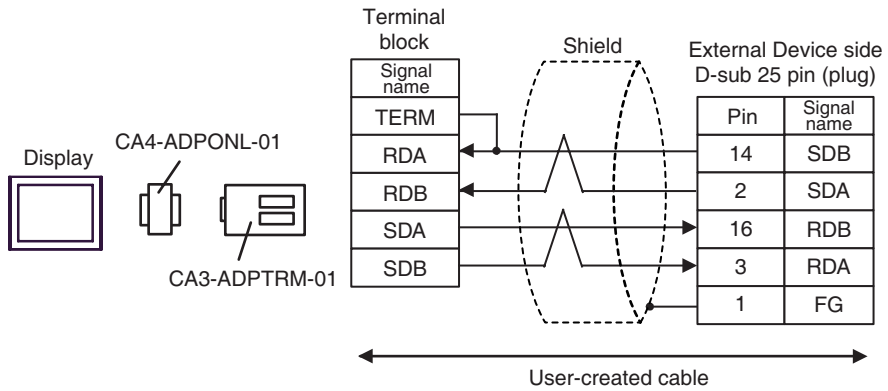 Terminal
block
Shield
External Device side
D-sub 25 pin (plug)
Signal
name
TERM
RDA
RDB
SDA
SDB
Pin
Signal
name
14
SDB
2
SDA
16
RDB
3
RDA
1
FG
Display
CA4-ADPONL-01
CA3-ADPTRM-01
User-created cable